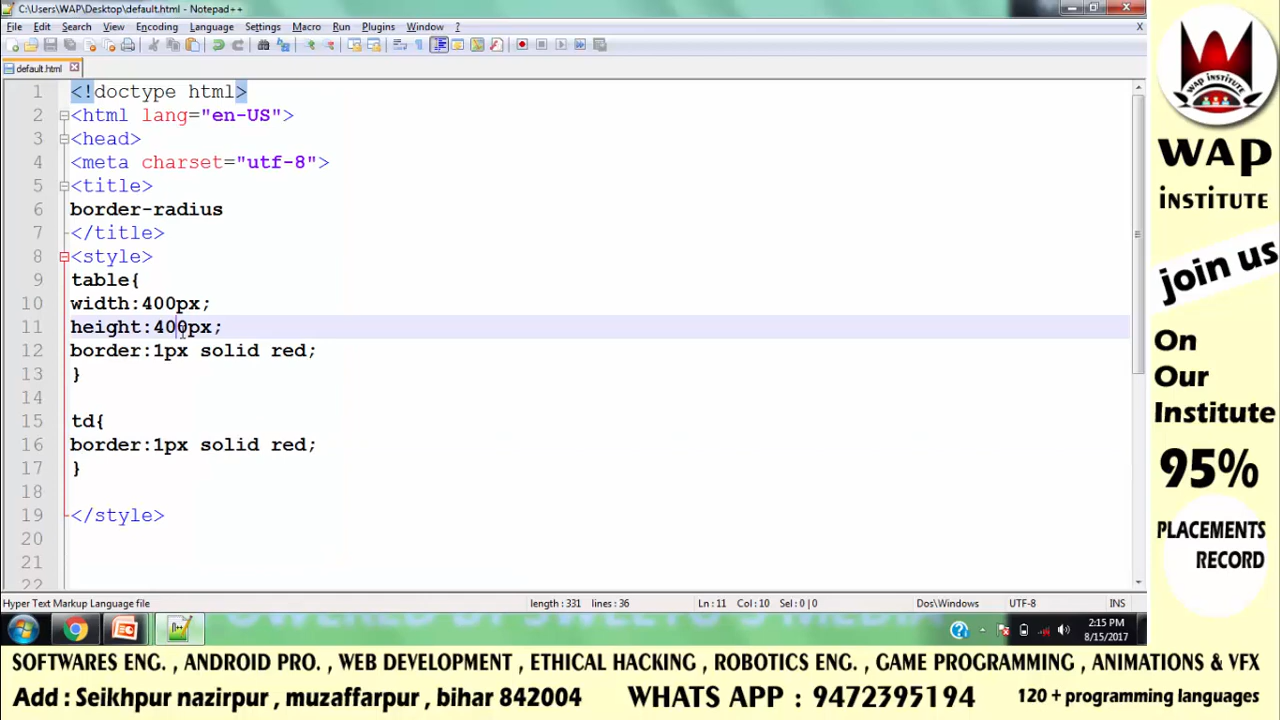 C:\Users\WAP\Desktop\default.html - Notepad++
File Edit Search View Encoding Language Settings Macro Run Plugins Window ? X
default.html
1 <!doctype html>
2 <html lang="en-US">
3 <head>
4 <meta charset="utf-8">
5 <title>
6 border-radius
7 </title>
8 <style>
9 table{
10 width:400px;
11 height:400px;
12 border:1px solid red;
13 }
14
15 td{
16 border:1px solid red;
17 }
18
19 </style>
20
21
22
Hyper Text Markup Language file length : 331 lines : 36 Ln : 11 Col : 10 Sel : 0 | 0 Dos\Windows UTF-8 INS
2:15 PM
8/15/2017
WAP INSTITUTE
WAP
INSTITUTE
join us
On
Our
Institute
95%
PLACEMENTS
RECORD
SOFTWARES ENG. , ANDROID PRO. , WEB DEVELOPMENT , ETHICAL HACKING , ROBOTICS ENG. , GAME PROGRAMMING , ANIMATIONS & VFX
Add : Seikhpur nazirpur , muzaffarpur , bihar 842004 WHATS APP : 9472395194 120 + programming languages